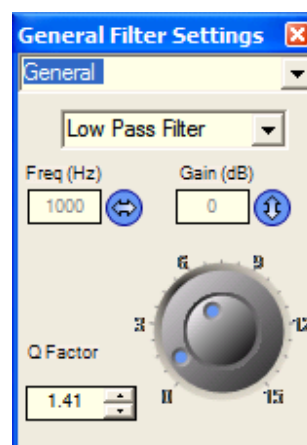 General Filter Settings
General
Low Pass Filter
Freq (Hz) Gain (dB)
1000 0
6 9
3 12
Q Factor
0 15
1.41